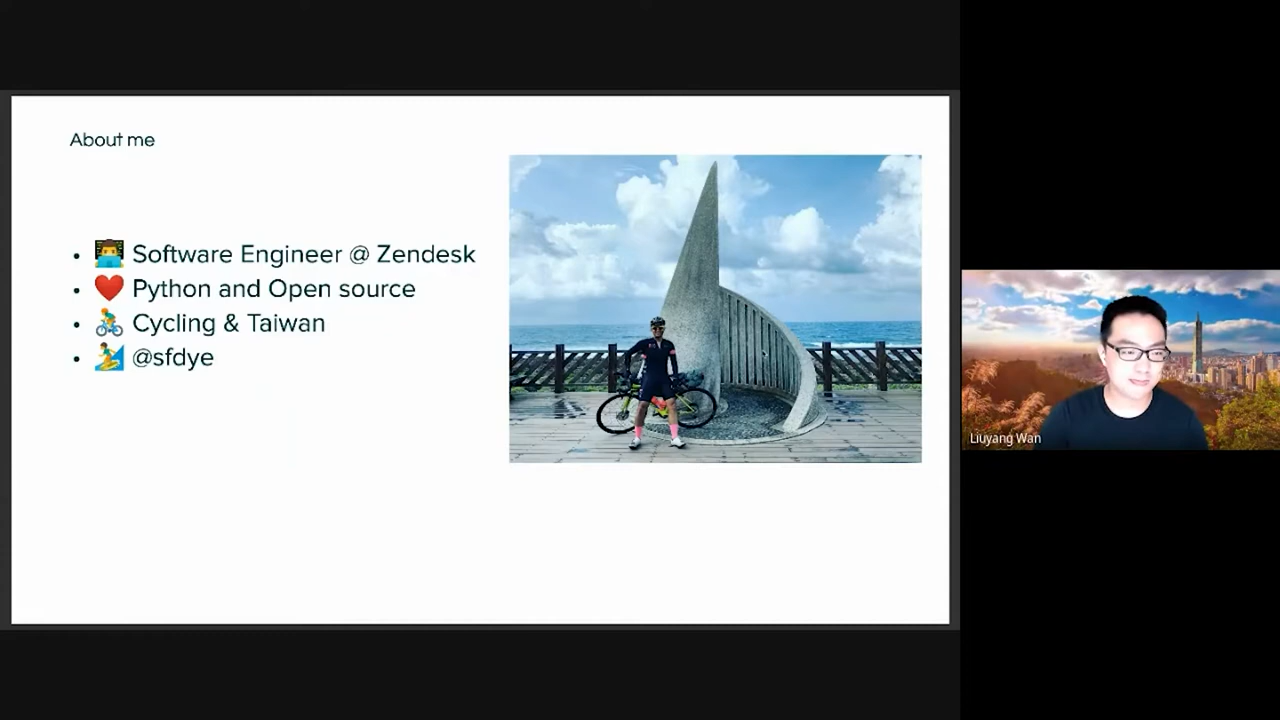 About me
• 👨‍💻 Software Engineer @ Zendesk
• ❤️ Python and Open source
• 🚴 Cycling & Taiwan
• 🏄 @sfdye
Liuyang Wan